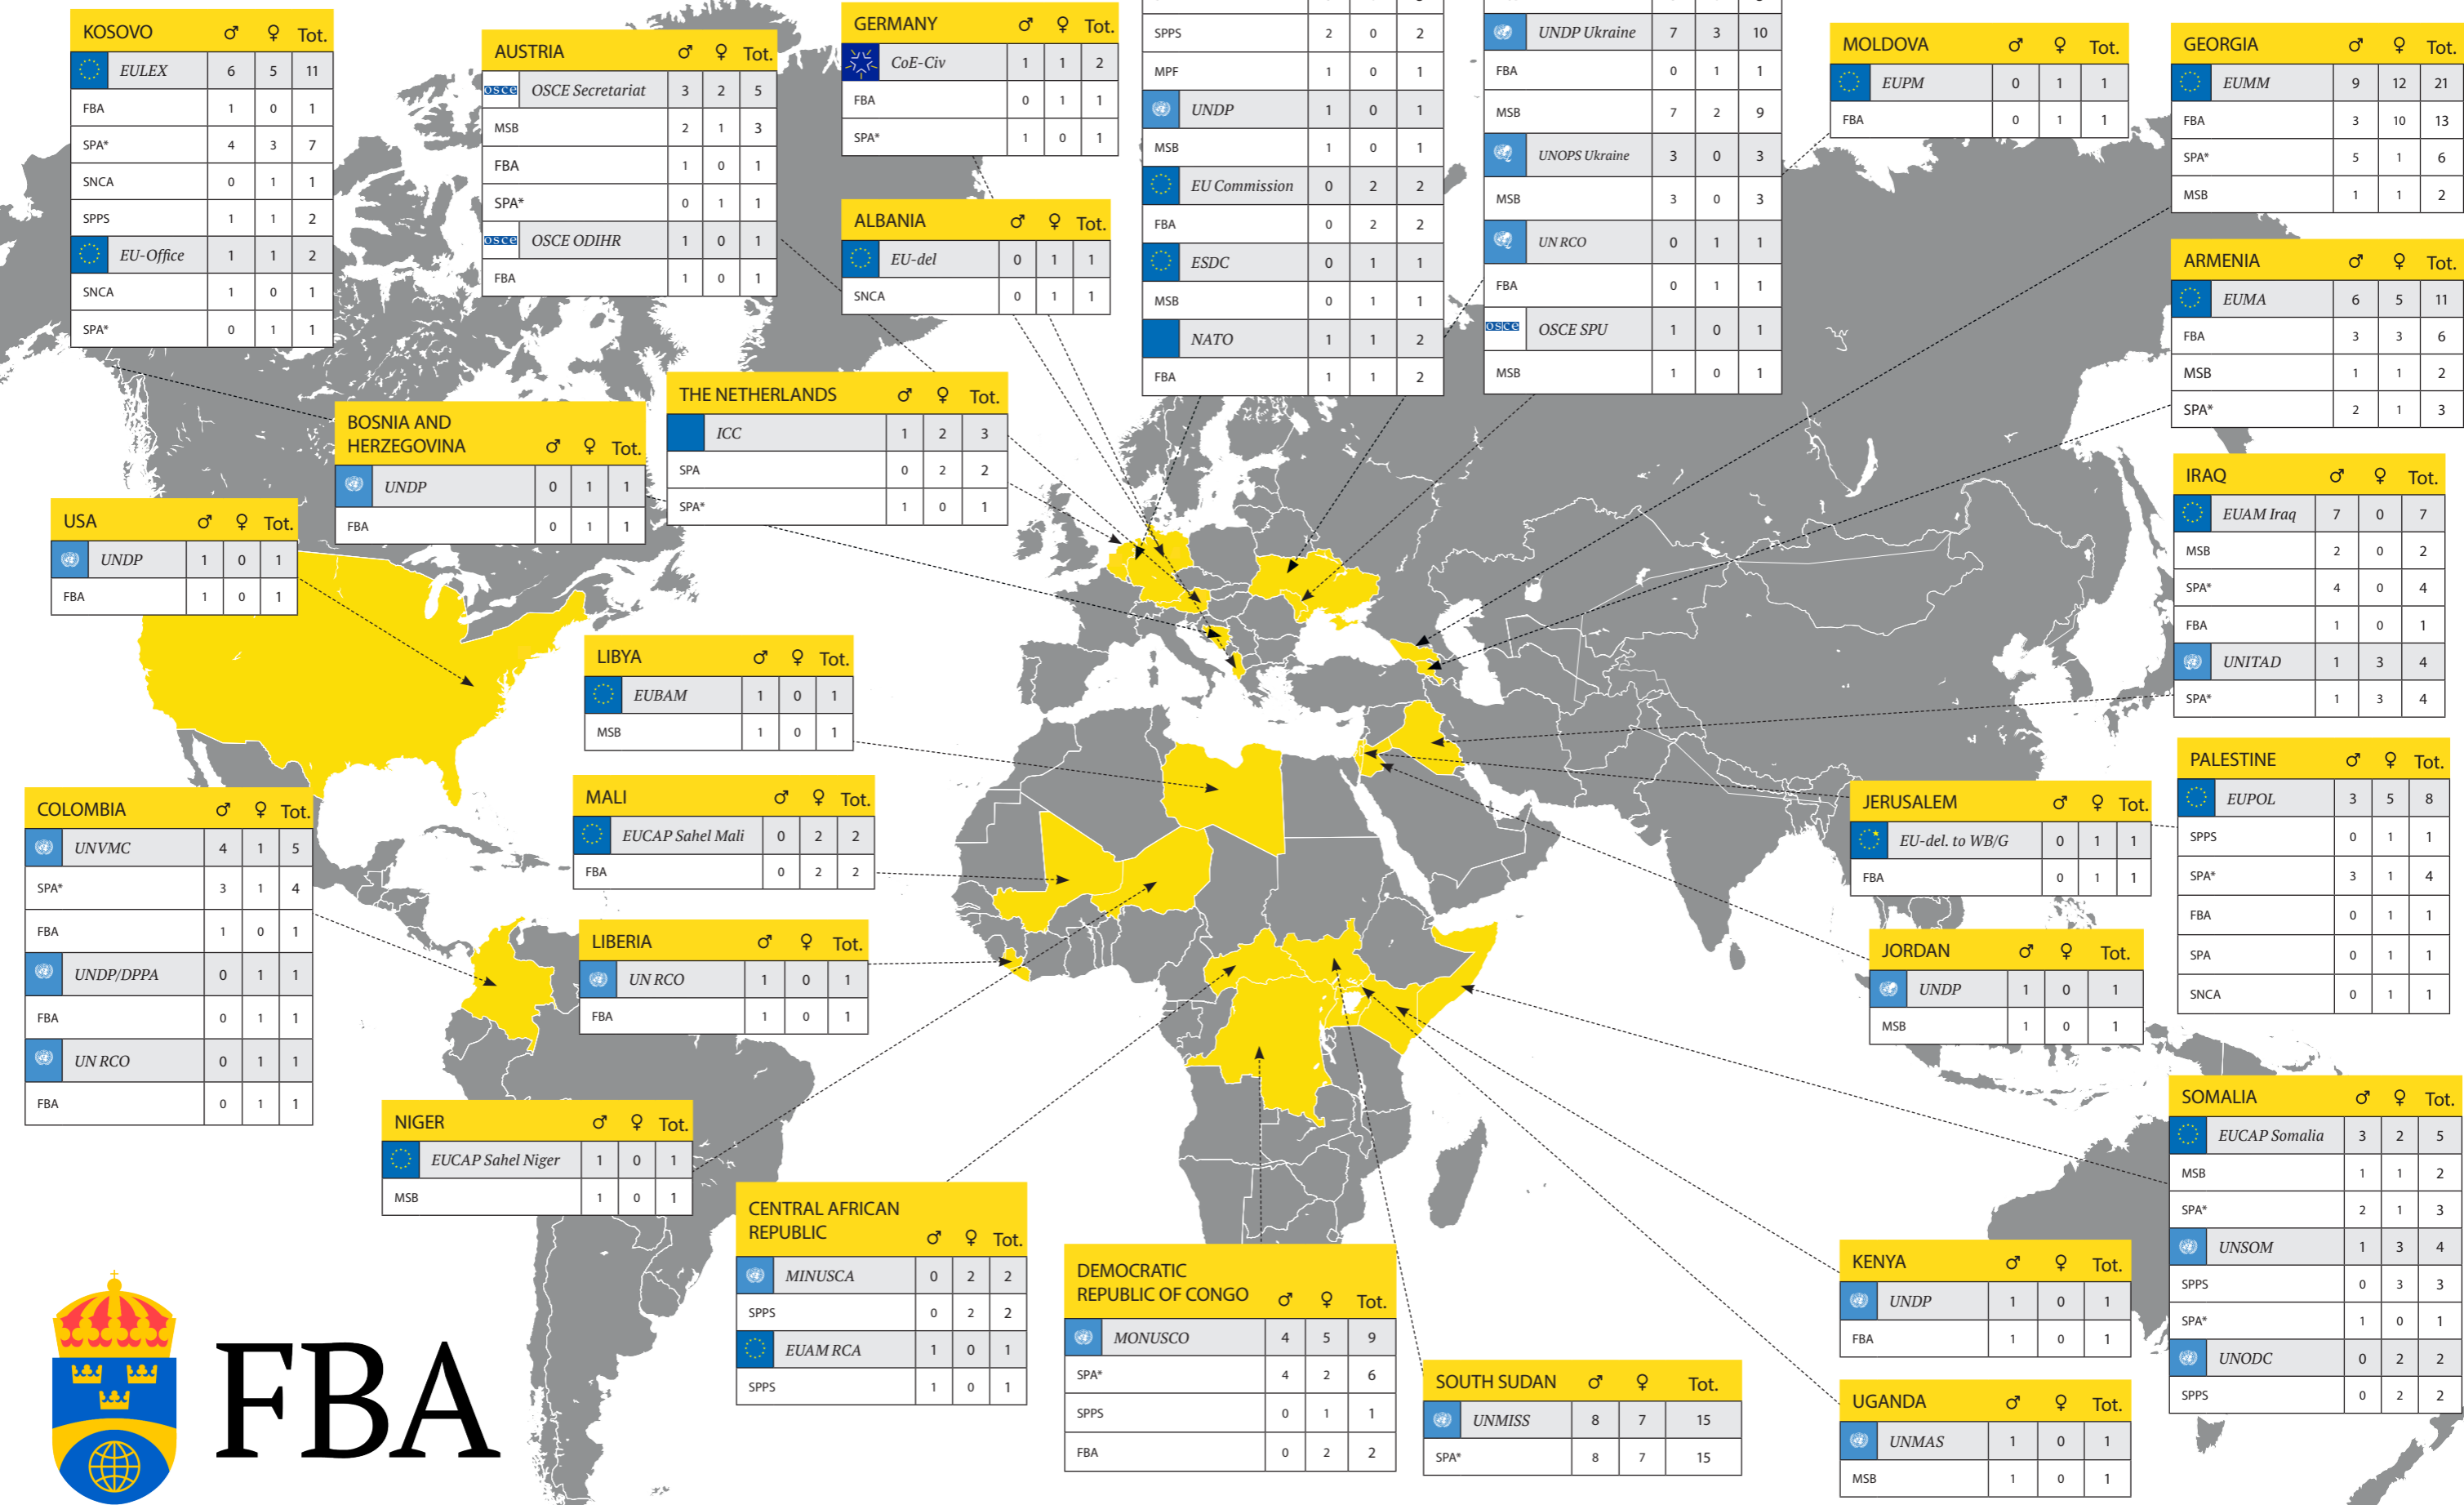 KOSOVO ♂ ♀ Tot.
EULEX 6 5 11
FBA 1 0 1
SPA* 4 3 7
SNCA 0 1 1
SPPS 1 1 2
EU-Office 1 1 2
SNCA 1 0 1
SPA* 0 1 1
AUSTRIA ♂ ♀ Tot.
osce OSCE Secretariat 3 2 5
MSB 2 1 3
FBA 1 0 1
SPA* 0 1 1
osce OSCE ODIHR 1 0 1
FBA 1 0 1
GERMANY ♂ ♀ Tot.
CoE-Civ 1 1 2
FBA 0 1 1
SPA* 1 0 1
ALBANIA ♂ ♀ Tot.
EU-del 0 1 1
SNCA 0 1 1
SPPS 2 0 2
MPF 1 0 1
UNDP 1 0 1
MSB 1 0 1
EU Commission 0 2 2
FBA 0 2 2
ESDC 0 1 1
MSB 0 1 1
NATO 1 1 2
FBA 1 1 2
UNDP Ukraine 7 3 10
FBA 0 1 1
MSB 7 2 9
UNOPS Ukraine 3 0 3
MSB 3 0 3
UN RCO 0 1 1
FBA 0 1 1
osce OSCE SPU 1 0 1
MSB 1 0 1
MOLDOVA ♂ ♀ Tot.
EUPM 0 1 1
FBA 0 1 1
GEORGIA ♂ ♀ Tot.
EUMM 9 12 21
FBA 3 10 13
SPA* 5 1 6
MSB 1 1 2
ARMENIA ♂ ♀ Tot.
EUMA 6 5 11
FBA 3 3 6
MSB 1 1 2
SPA* 2 1 3
BOSNIA AND
HERZEGOVINA ♂ ♀ Tot.
UNDP 0 1 1
FBA 0 1 1
THE NETHERLANDS ♂ ♀ Tot.
ICC 1 2 3
SPA 0 2 2
SPA* 1 0 1
USA ♂ ♀ Tot.
UNDP 1 0 1
FBA 1 0 1
IRAQ ♂ ♀ Tot.
EUAM Iraq 7 0 7
MSB 2 0 2
SPA* 4 0 4
FBA 1 0 1
UNITAD 1 3 4
SPA* 1 3 4
LIBYA ♂ ♀ Tot.
EUBAM 1 0 1
MSB 1 0 1
MALI ♂ ♀ Tot.
EUCAP Sahel Mali 0 2 2
FBA 0 2 2
COLOMBIA ♂ ♀ Tot.
UNVMC 4 1 5
SPA* 3 1 4
FBA 1 0 1
UNDP/DPPA 0 1 1
FBA 0 1 1
UN RCO 0 1 1
FBA 0 1 1
LIBERIA ♂ ♀ Tot.
UN RCO 1 0 1
FBA 1 0 1
JERUSALEM ♂ ♀ Tot.
EU-del. to WB/G 0 1 1
FBA 0 1 1
PALESTINE ♂ ♀ Tot.
EUPOL 3 5 8
SPPS 0 1 1
SPA* 3 1 4
FBA 0 1 1
SPA 0 1 1
SNCA 0 1 1
JORDAN ♂ ♀ Tot.
UNDP 1 0 1
MSB 1 0 1
NIGER ♂ ♀ Tot.
EUCAP Sahel Niger 1 0 1
MSB 1 0 1
CENTRAL AFRICAN
REPUBLIC ♂ ♀ Tot.
MINUSCA 0 2 2
SPPS 0 2 2
EUAM RCA 1 0 1
SPPS 1 0 1
DEMOCRATIC
REPUBLIC OF CONGO ♂ ♀ Tot.
MONUSCO 4 5 9
SPA* 4 2 6
SPPS 0 1 1
FBA 0 2 2
SOUTH SUDAN ♂ ♀ Tot.
UNMISS 8 7 15
SPA* 8 7 15
KENYA ♂ ♀ Tot.
UNDP 1 0 1
FBA 1 0 1
UGANDA ♂ ♀ Tot.
UNMAS 1 0 1
MSB 1 0 1
SOMALIA ♂ ♀ Tot.
EUCAP Somalia 3 2 5
MSB 1 1 2
SPA* 2 1 3
UNSOM 1 3 4
SPPS 0 3 3
SPA* 1 0 1
UNODC 0 2 2
SPPS 0 2 2
FBA